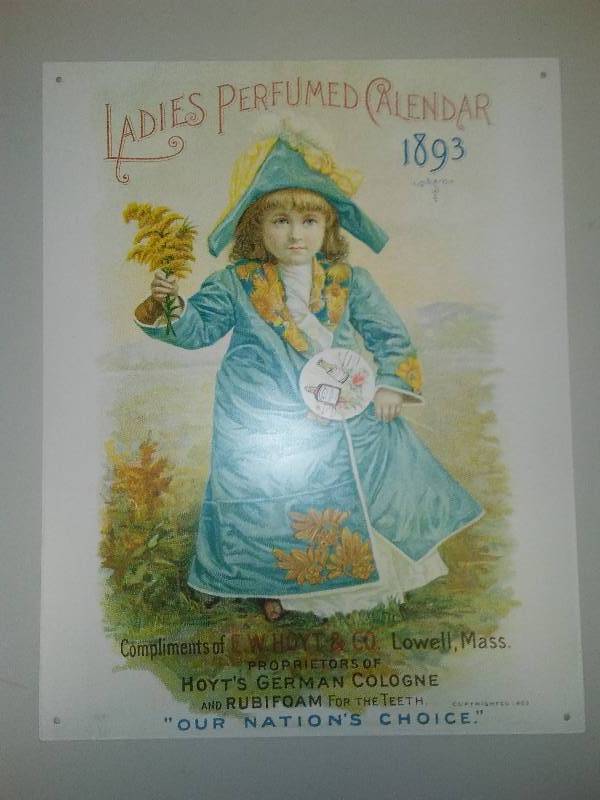 LADIES PERFUMED CALENDAR
1893
Compliments of E.W. HOYT & CO. Lowell, Mass.
PROPRIETORS OF
HOYT'S GERMAN COLOGNE
AND RUBIFOAM FOR THE TEETH.
COPYRIGHTED
"OUR NATION'S CHOICE."